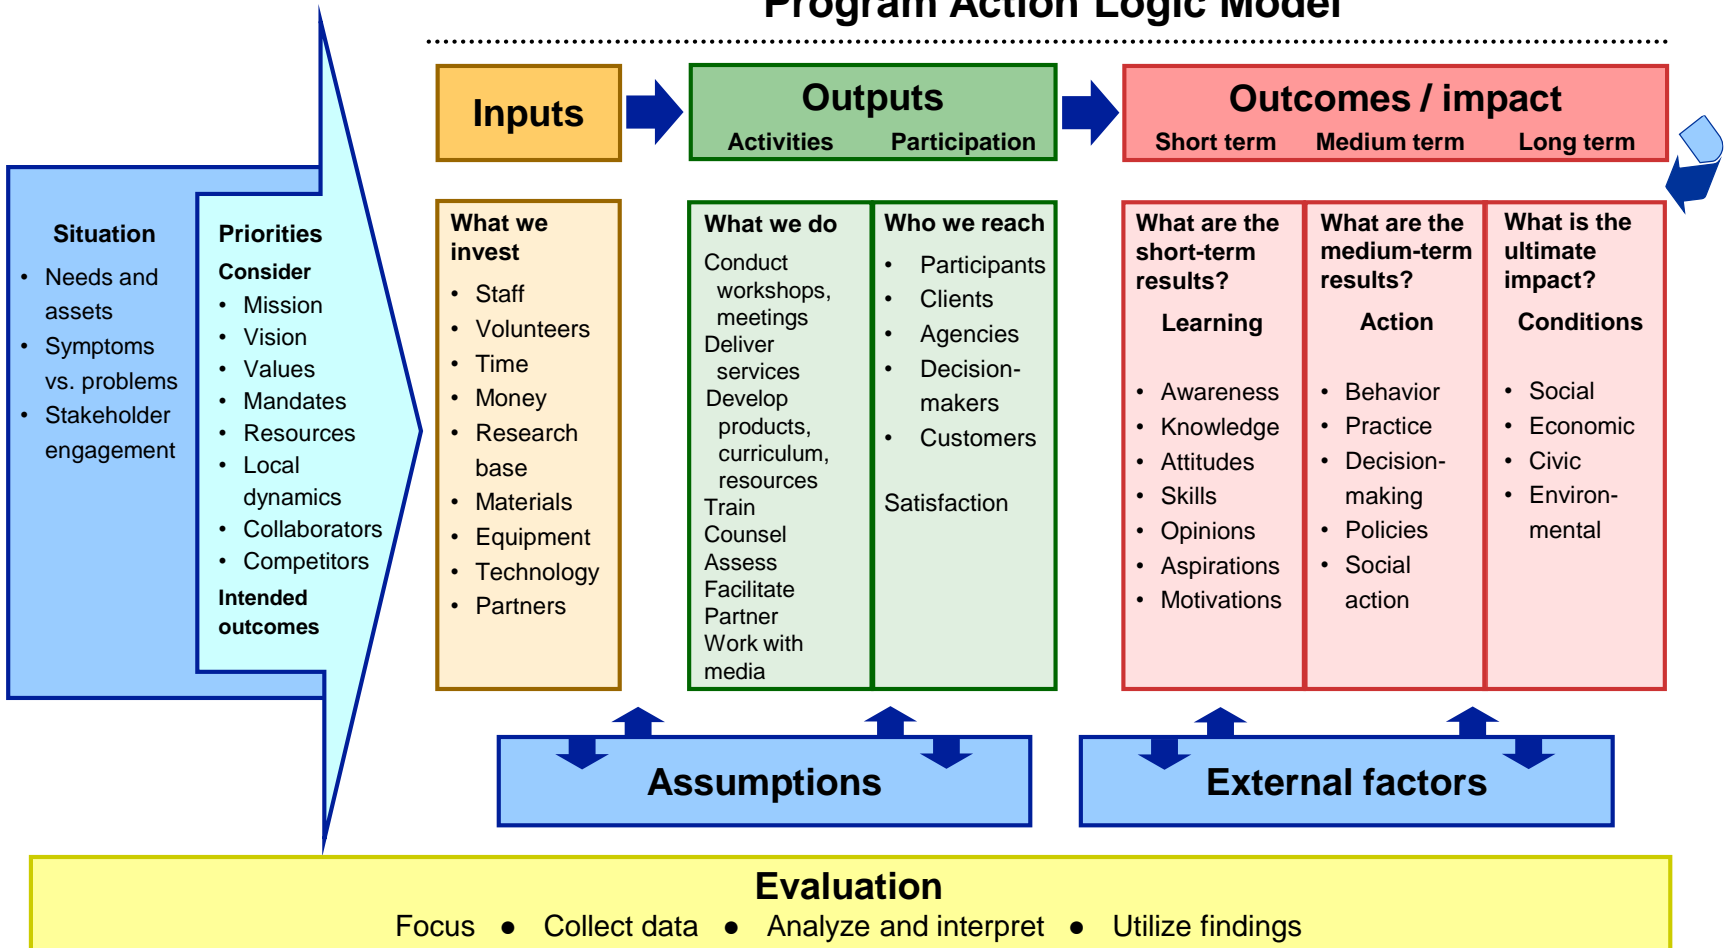 Program Action Logic Model
Inputs
Outputs
Activities Participation
Outcomes / impact
Short term Medium term Long term
Situation
• Needs and
assets
• Symptoms
vs. problems
• Stakeholder
engagement
Priorities
Consider
• Mission
• Vision
• Values
• Mandates
• Resources
• Local
dynamics
• Collaborators
• Competitors
Intended
outcomes
What we
invest
• Staff
• Volunteers
• Time
• Money
• Research
base
• Materials
• Equipment
• Technology
• Partners
What we do
Conduct
workshops,
meetings
Deliver
services
Develop
products,
curriculum,
resources
Train
Counsel
Assess
Facilitate
Partner
Work with
media
Who we reach
• Participants
• Clients
• Agencies
• Decision-
makers
• Customers
Satisfaction
What are the
short-term
results?
Learning
• Awareness
• Knowledge
• Attitudes
• Skills
• Opinions
• Aspirations
• Motivations
What are the
medium-term
results?
Action
• Behavior
• Practice
• Decision-
making
• Policies
• Social
action
What is the
ultimate
impact?
Conditions
• Social
• Economic
• Civic
• Environ-
mental
Assumptions
External factors
Evaluation
Focus ● Collect data ● Analyze and interpret ● Utilize findings